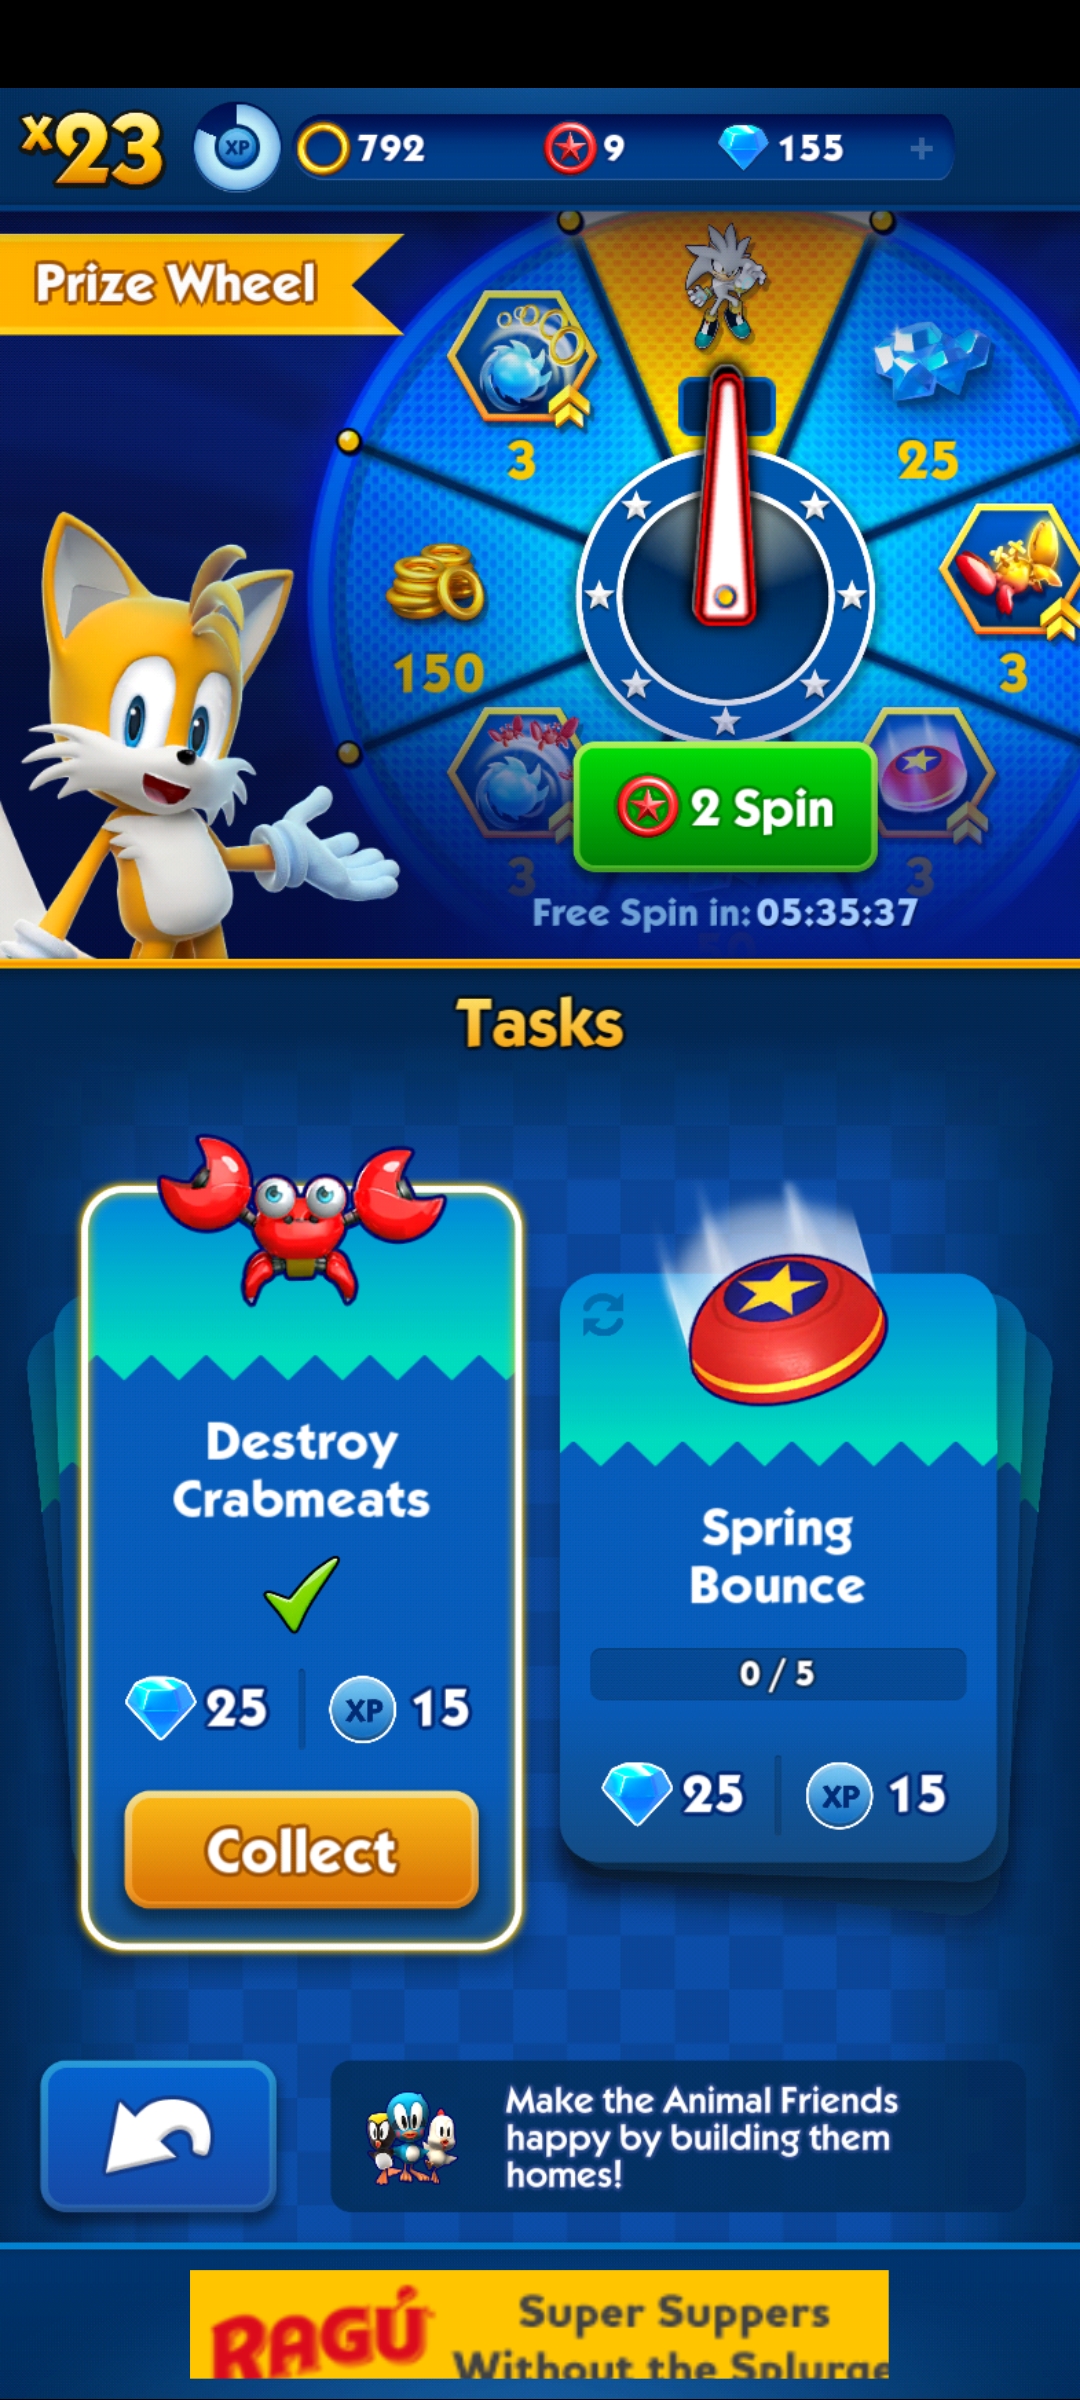 x23
XP
792
9
155
+
Prize Wheel
3
25
150
3
3
3
2 Spin
Free Spin in: 05:35:37
Tasks
Destroy
Crabmeats
25
XP
15
Collect
Spring
Bounce
0 / 5
25
XP
15
Make the Animal Friends
happy by building them
homes!
RAGÚ
Super Suppers
Without the Splurge